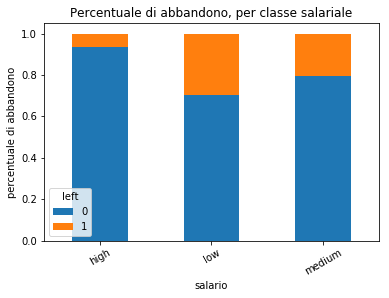 Percentuale di abbandono, per classe salariale
percentuale di abbandono
1.0
0.8
0.6
0.4
0.2
0.0
left
0
1
high
low
medium
salario